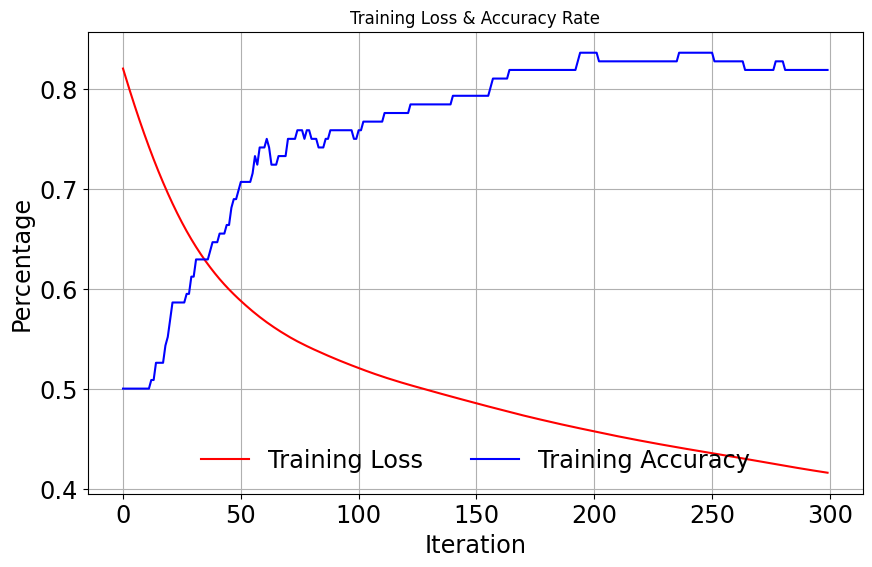 Training Loss & Accuracy Rate
Percentage
0.8
0.7
0.6
0.5
0.4
Training Loss
Training Accuracy
0 50 100 150 200 250 300
Iteration